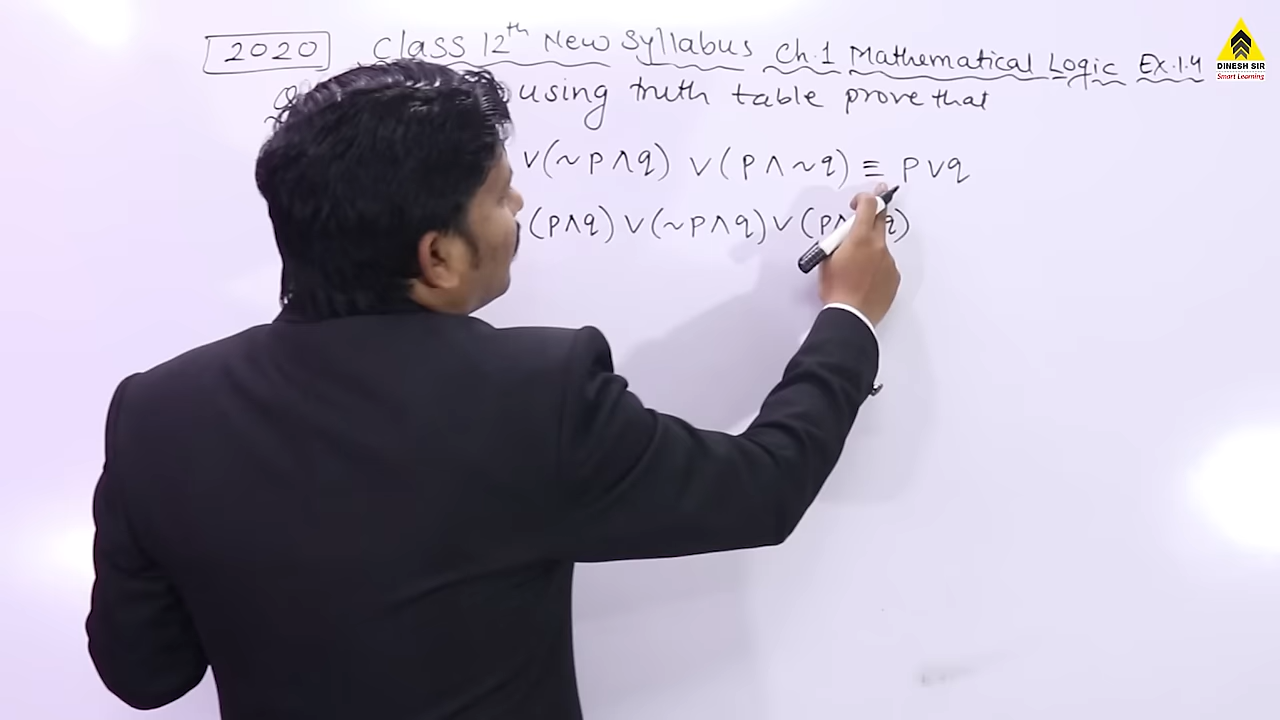 2020 Class 12th New Syllabus Ch.1 Mathematical Logic Ex.1.4
DINESH SIR
Smart Learning
using truth table prove that
∨(~p∧q) ∨(p∧~q) ≡ p∨q
(p∧q)∨(~p∧q)∨(p∧ q)